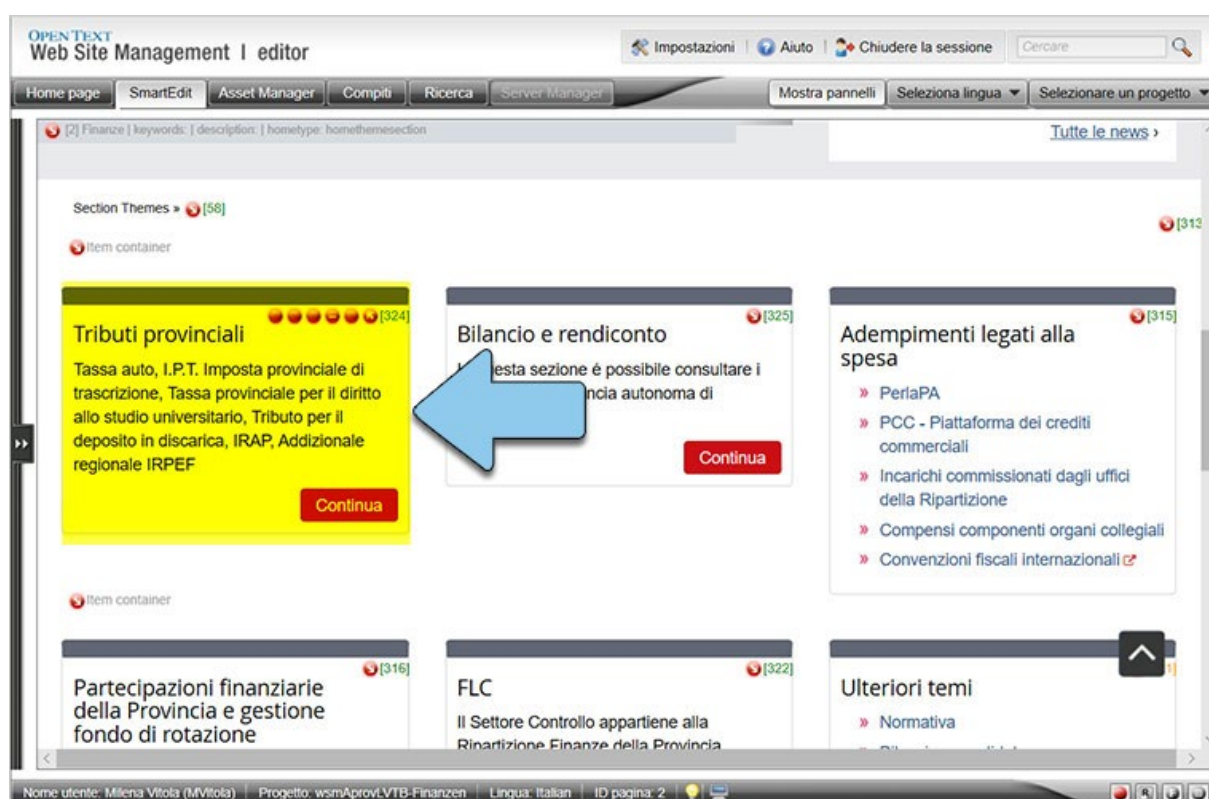 OPENTEXT
Web Site Management | editor
Impostazioni
Aiuto
Chiudere la sessione
Cercare
Home page
SmartEdit
Asset Manager
Compiti
Ricerca
Server Manager
Mostra pannelli
Seleziona lingua
Selezionare un progetto
[2] Finanze | keywords: | description: | hometype: homethemesection
Tutte le news ›
Section Themes » [58]
[313
Item container
[324]
Tributi provinciali
Tassa auto, I.P.T. Imposta provinciale di
trascrizione, Tassa provinciale per il diritto
allo studio universitario, Tributo per il
deposito in discarica, IRAP, Addizionale
regionale IRPEF
Continua
[325]
Bilancio e rendiconto
esta sezione é possibile consultare i
ncia autonoma di
Continua
[315]
Adempimenti legati alla
spesa
» PerlaPA
» PCC - Piattaforma dei crediti
commerciali
» Incarichi commissionati dagli uffici
della Ripartizione
» Compensi componenti organi collegiali
» Convenzioni fiscali internazionali
Item container
[316]
Partecipazioni finanziarie
della Provincia e gestione
fondo di rotazione
[322]
FLC
Il Settore Controllo appartiene alla
Ripartizione Finanze della Provincia
1]
Ulteriori temi
» Normativa
Nome utente: Milena Vitola (MVitola)
Progetto: wsmAprovLVTB-Finanzen
Lingua: Italian
ID pagina: 2
R